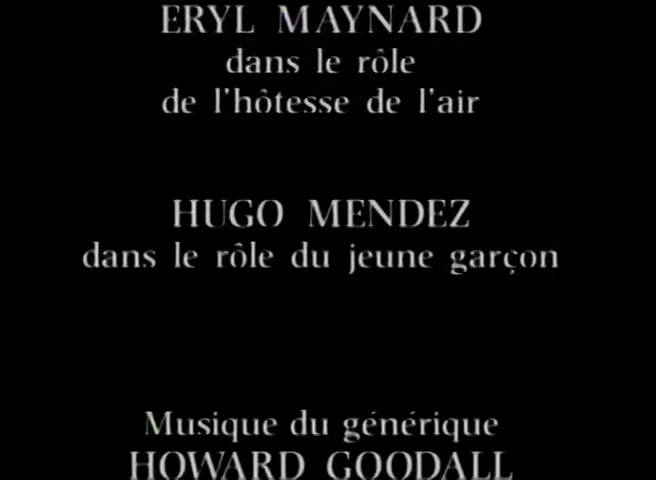 ERYL MAYNARD
dans le rôle
de l'hôtesse de l'air
HUGO MENDEZ
dans le rôle du jeune garçon
Musique du générique
HOWARD GOODALL